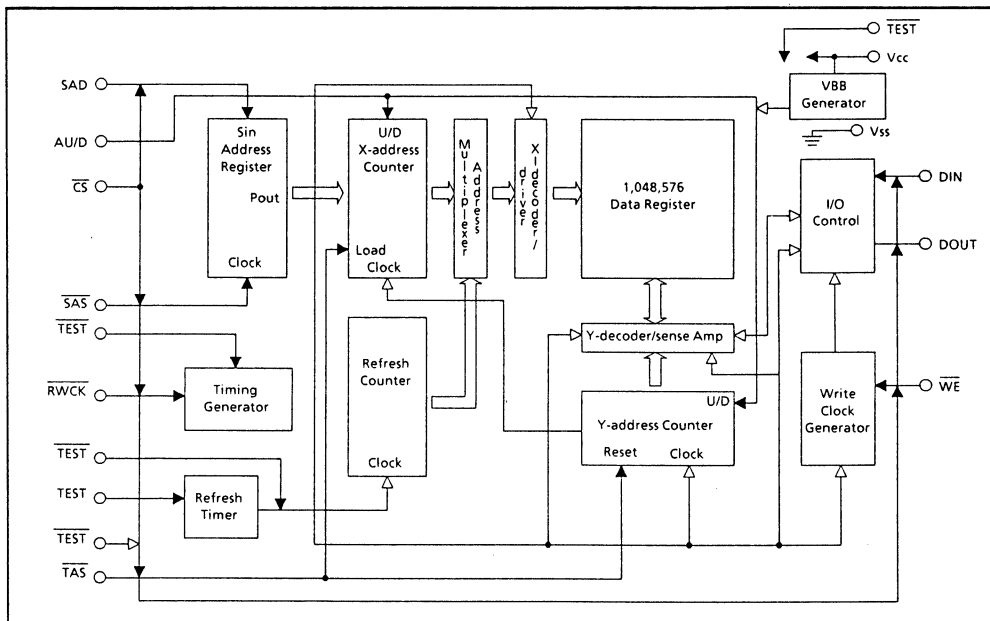 TEST
Vcc
VBB
Generator
Vss
SAD
AU/D
CS
SAS
TEST
RWCK
TEST
TEST
TEST
TAS
Sin
Address
Register
Pout
Clock
U/D
X-address
Counter
Load
Clock
Address
Multiplexer
XIdecoder/
driver
1,048,576
Data Register
I/O
Control
DIN
DOUT
Timing
Generator
Refresh
Counter
Clock
Y-decoder/sense Amp
U/D
Y-address Counter
Reset Clock
Write
Clock
Generator
WE
Refresh
Timer